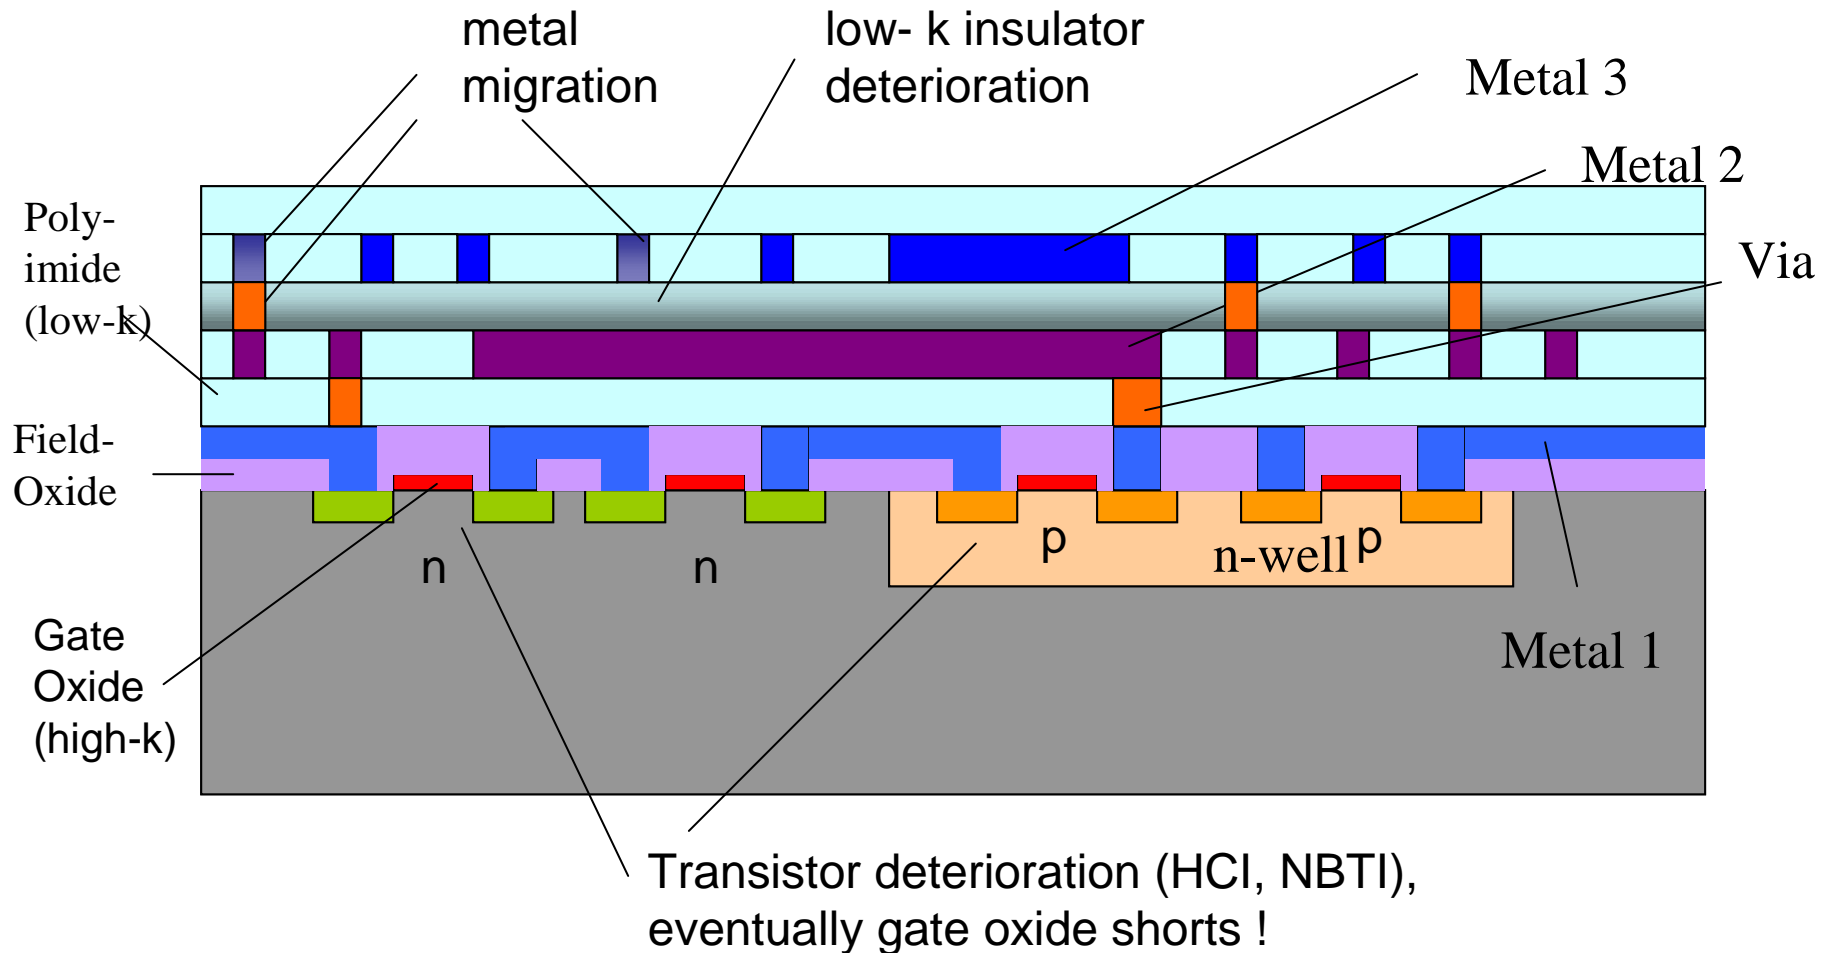 metal
migration
low- k insulator
deterioration
Metal 3
Metal 2
Via
Poly-
imide
(low-k)
Field-
Oxide
n
n
p
n-well
p
Gate
Oxide
(high-k)
Metal 1
Transistor deterioration (HCI, NBTI),
eventually gate oxide shorts !